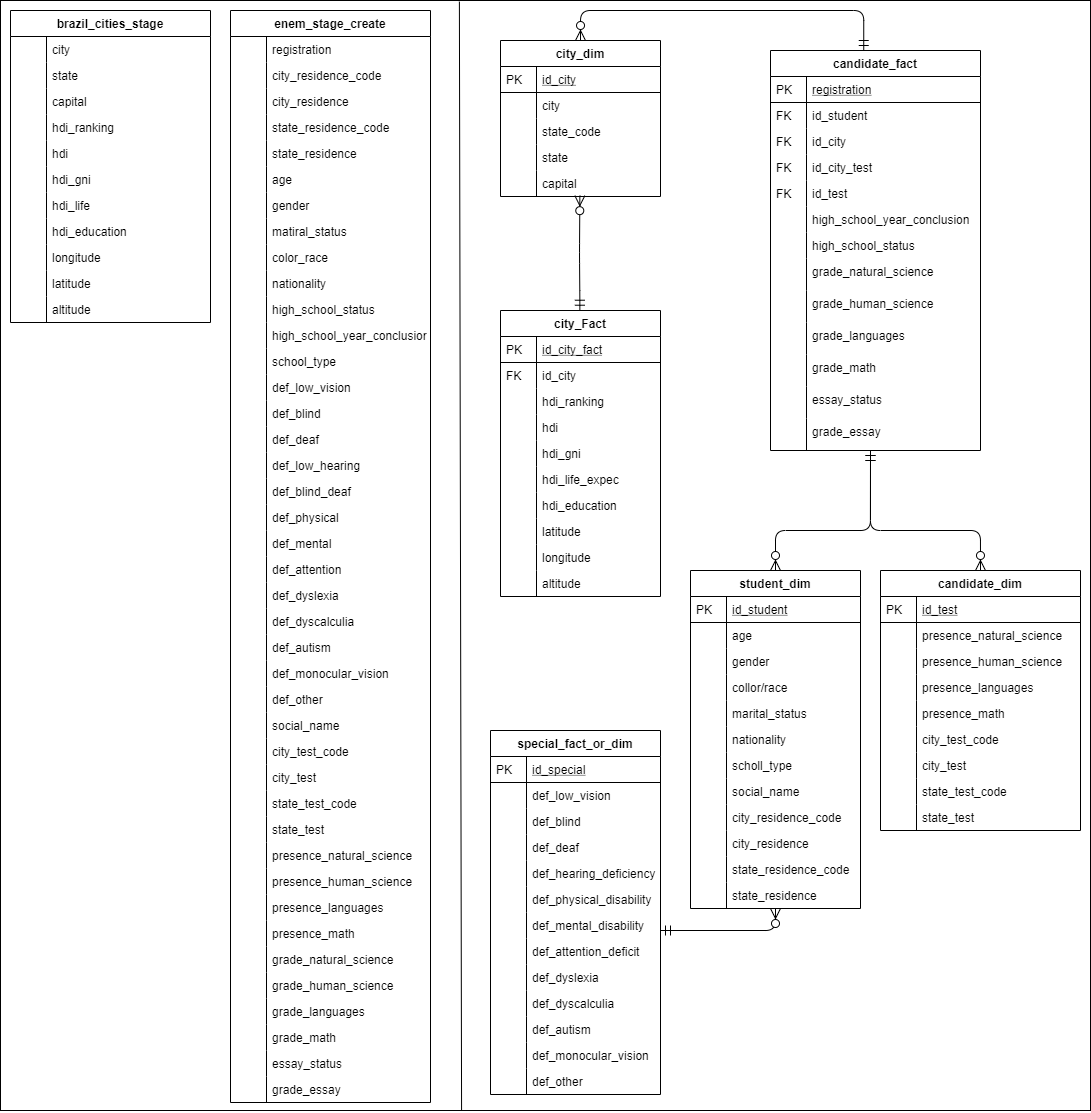 brazil_cities_stage
city
state
capital
hdi_ranking
hdi
hdi_gni
hdi_life
hdi_education
longitude
latitude
altitude
enem_stage_create
registration
city_residence_code
city_residence
state_residence_code
state_residence
age
gender
matiral_status
color_race
nationality
high_school_status
high_school_year_conclusior
school_type
def_low_vision
def_blind
def_deaf
def_low_hearing
def_blind_deaf
def_physical
def_mental
def_attention
def_dyslexia
def_dyscalculia
def_autism
def_monocular_vision
def_other
social_name
city_test_code
city_test
state_test_code
state_test
presence_natural_science
presence_human_science
presence_languages
presence_math
grade_natural_science
grade_human_science
grade_languages
grade_math
essay_status
grade_essay
city_dim
PK id_city
city
state_code
state
capital
city_Fact
PK id_city_fact
FK id_city
hdi_ranking
hdi
hdi_gni
hdi_life_expec
hdi_education
latitude
longitude
altitude
candidate_fact
PK registration
FK id_student
FK id_city
FK id_city_test
FK id_test
high_school_year_conclusion
high_school_status
grade_natural_science
grade_human_science
grade_languages
grade_math
essay_status
grade_essay
student_dim
PK id_student
age
gender
collor/race
marital_status
nationality
scholl_type
social_name
city_residence_code
city_residence
state_residence_code
state_residence
candidate_dim
PK id_test
presence_natural_science
presence_human_science
presence_languages
presence_math
city_test_code
city_test
state_test_code
state_test
special_fact_or_dim
PK id_special
def_low_vision
def_blind
def_deaf
def_hearing_deficiency
def_physical_disability
def_mental_disability
def_attention_deficit
def_dyslexia
def_dyscalculia
def_autism
def_monocular_vision
def_other